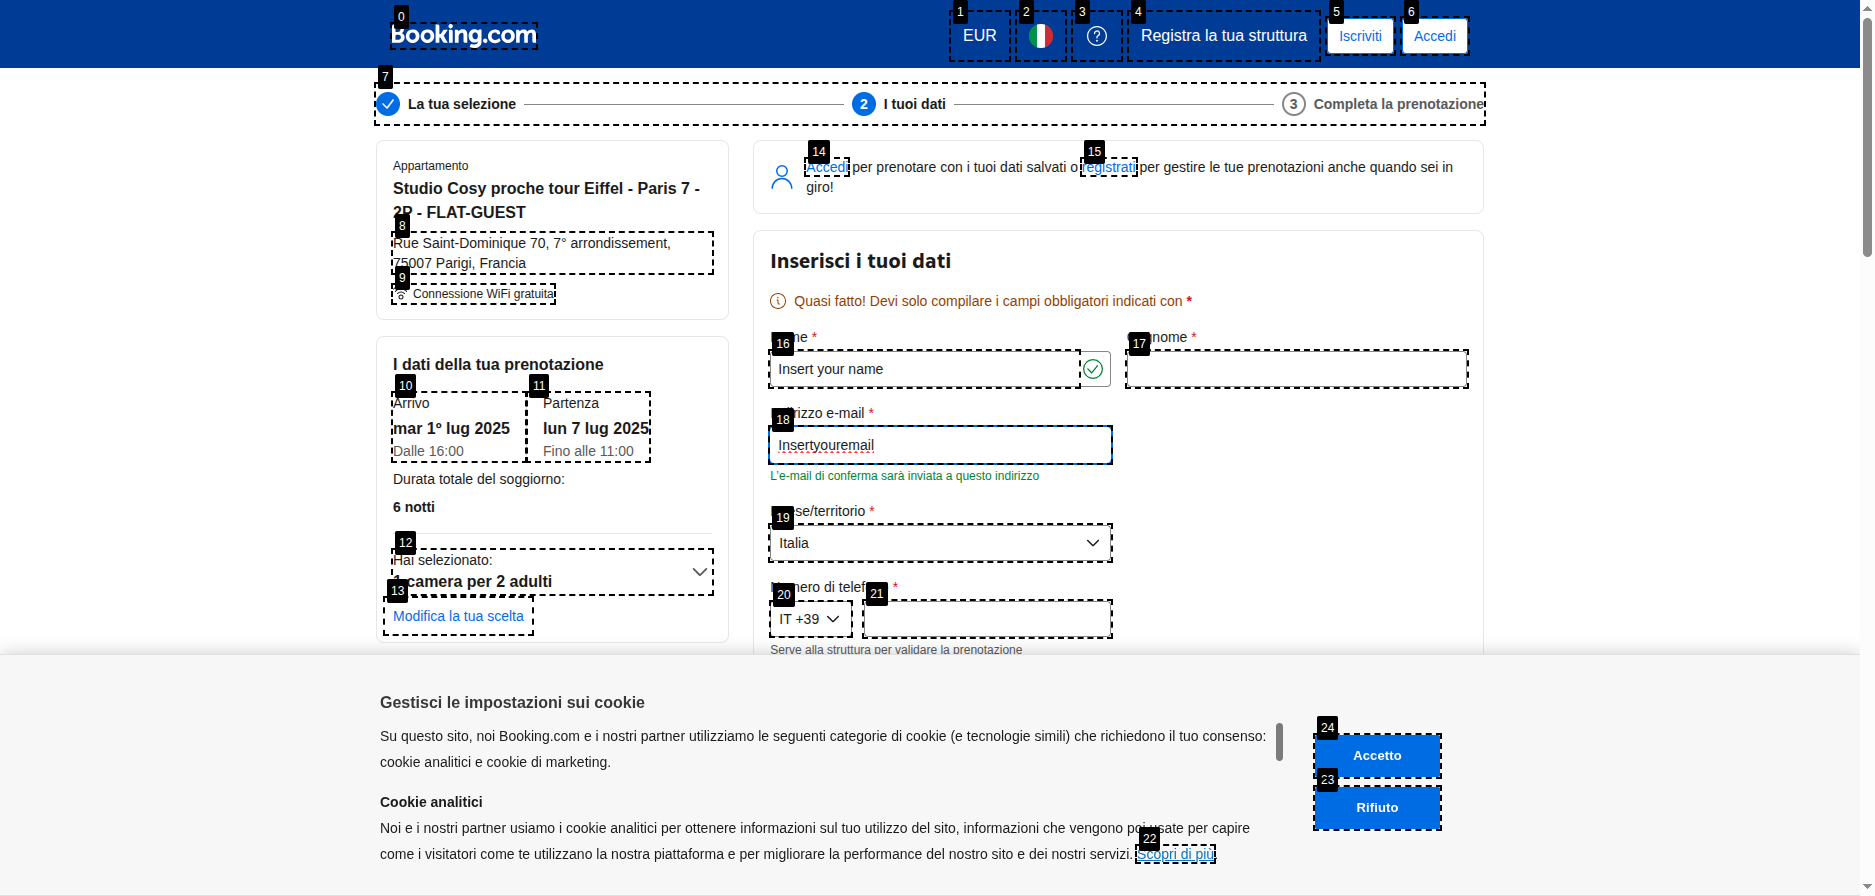 Booking.com
EUR
Registra la tua struttura
Iscriviti
Accedi
La tua selezione
2 I tuoi dati
3 Completa la prenotazione
Appartamento
Studio Cosy proche tour Eiffel - Paris 7 -
2P - FLAT-GUEST
Rue Saint-Dominique 70, 7° arrondissement,
75007 Parigi, Francia
Connessione WiFi gratuita
I dati della tua prenotazione
Arrivo
mar 1º lug 2025
Dalle 16:00
Partenza
lun 7 lug 2025
Fino alle 11:00
Durata totale del soggiorno:
6 notti
Hai selezionato:
1 camera per 2 adulti
Modifica la tua scelta
Accedi per prenotare con i tuoi dati salvati o registrati per gestire le tue prenotazioni anche quando sei in
giro!
Inserisci i tuoi dati
Quasi fatto! Devi solo compilare i campi obbligatori indicati con *
Nome *
Insert your name
Cognome *
Indirizzo e-mail *
Insertyouremail
L'e-mail di conferma sarà inviata a questo indirizzo
Paese/territorio *
Italia
Numero di telefono *
IT +39
Serve alla struttura per validare la prenotazione
Gestisci le impostazioni sui cookie
Su questo sito, noi Booking.com e i nostri partner utilizziamo le seguenti categorie di cookie (e tecnologie simili) che richiedono il tuo consenso:
cookie analitici e cookie di marketing.
Cookie analitici
Noi e i nostri partner usiamo i cookie analitici per ottenere informazioni sul tuo utilizzo del sito, informazioni che vengono poi usate per capire
come i visitatori come te utilizzano la nostra piattaforma e per migliorare la performance del nostro sito e dei nostri servizi. Scopri di più.
Accetto
Rifiuto
0
1
2
3
4
5
6
7
8
9
10
11
12
13
14
15
16
17
18
19
20
21
22
23
24